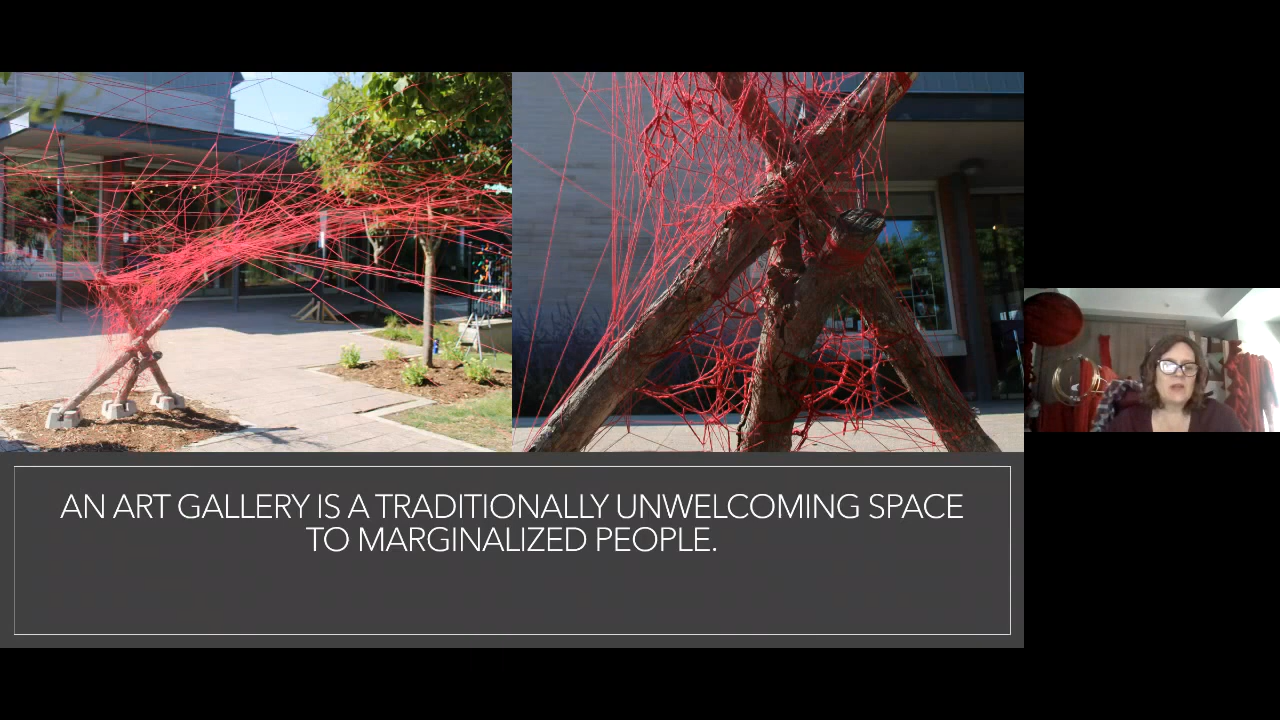 AN ART GALLERY IS A TRADITIONALLY UNWELCOMING SPACE
TO MARGINALIZED PEOPLE.